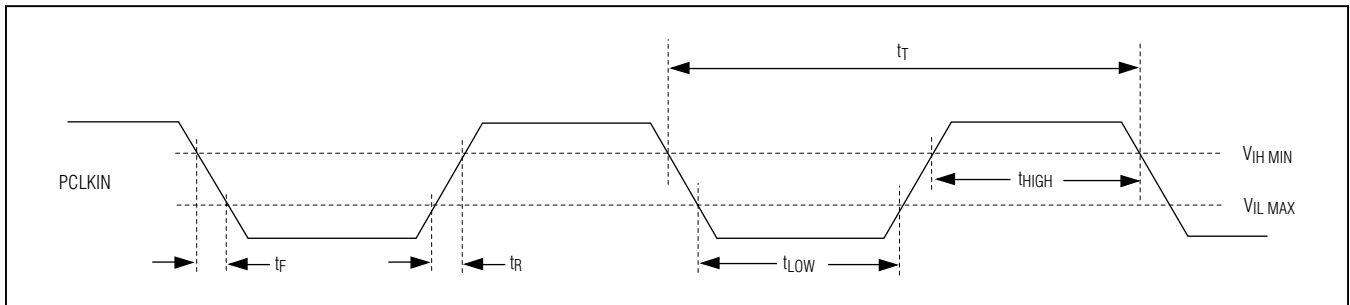 tT
VIH MIN
PCLKIN
tHIGH
VIL MAX
tF
tR
tLOW